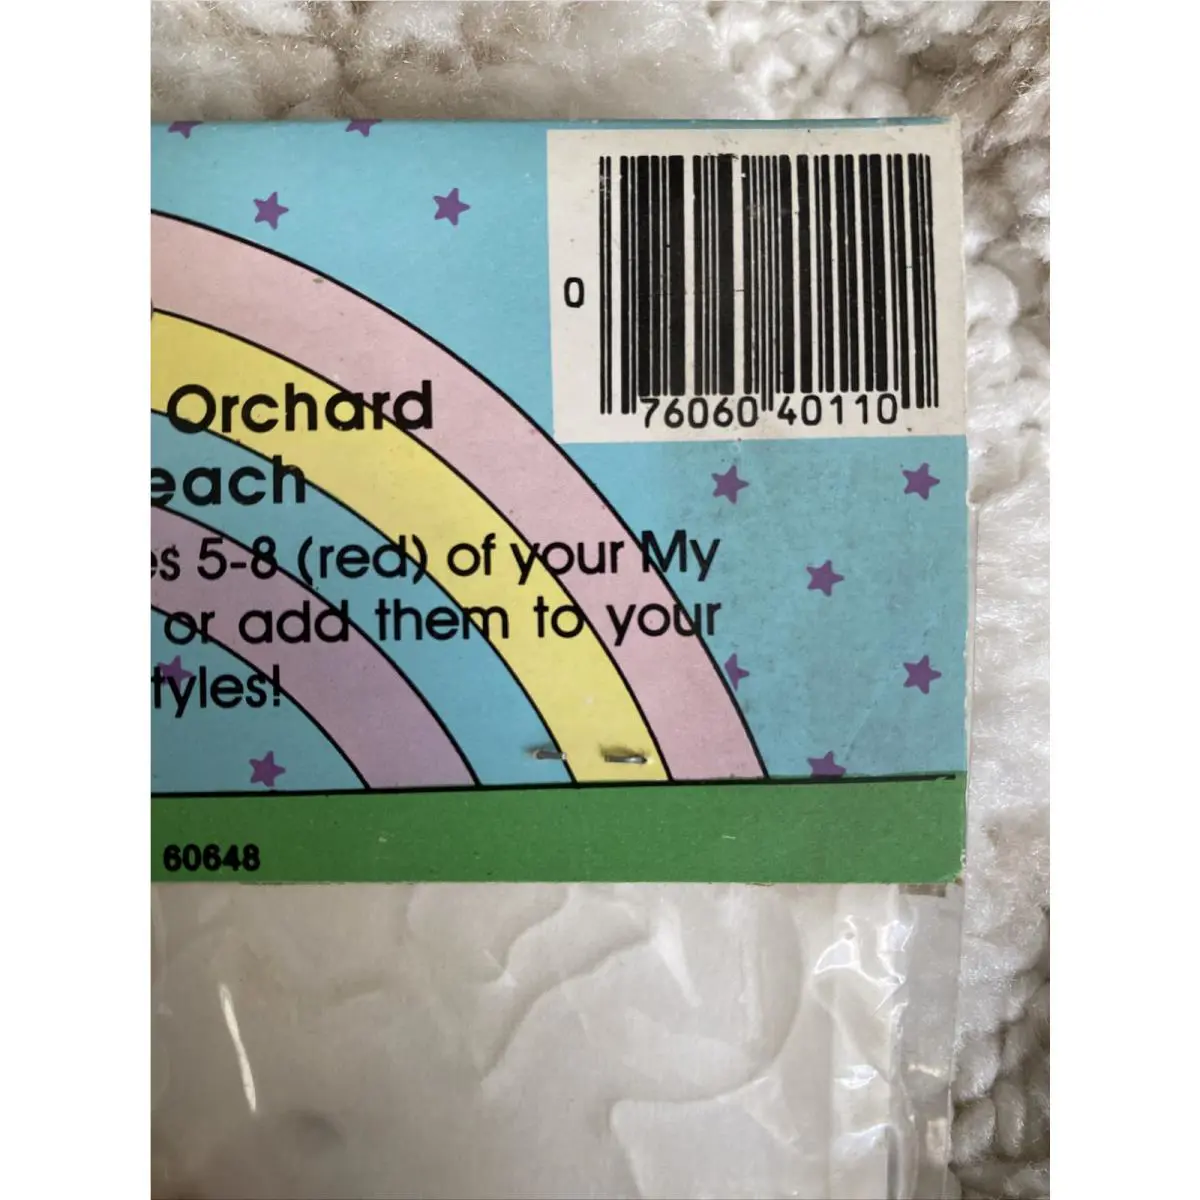 0
76060 40110
Orchard
each
es 5-8 (red) of your My
or add them to your
tyles!
60648